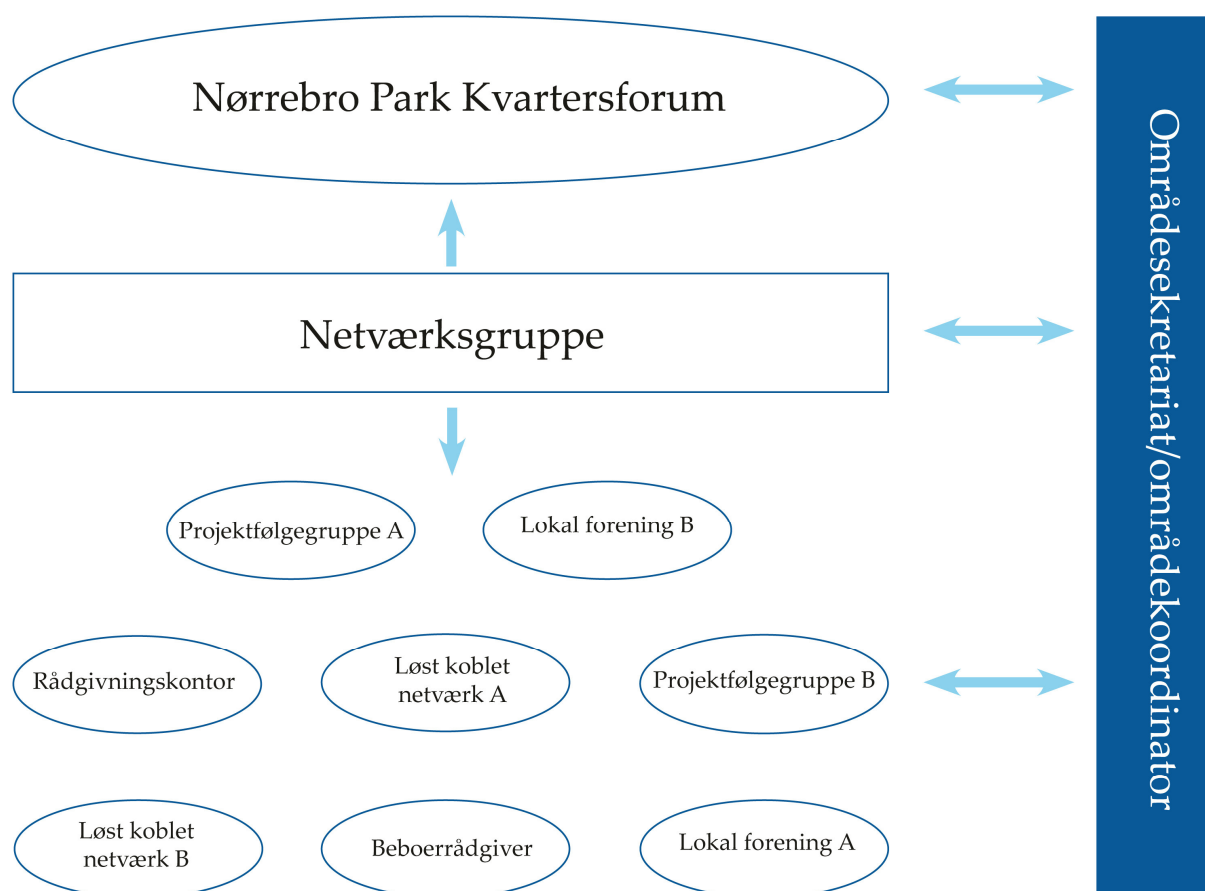 Nørrebro Park Kvartersforum
Netværksgruppe
Projektfølgegruppe A
Lokal forening B
Rådgivningskontor
Løst koblet
netværk A
Projektfølgegruppe B
Løst koblet
netværk B
Beboerrådgiver
Lokal forening A
Områdesekretariat/områdekoordinator